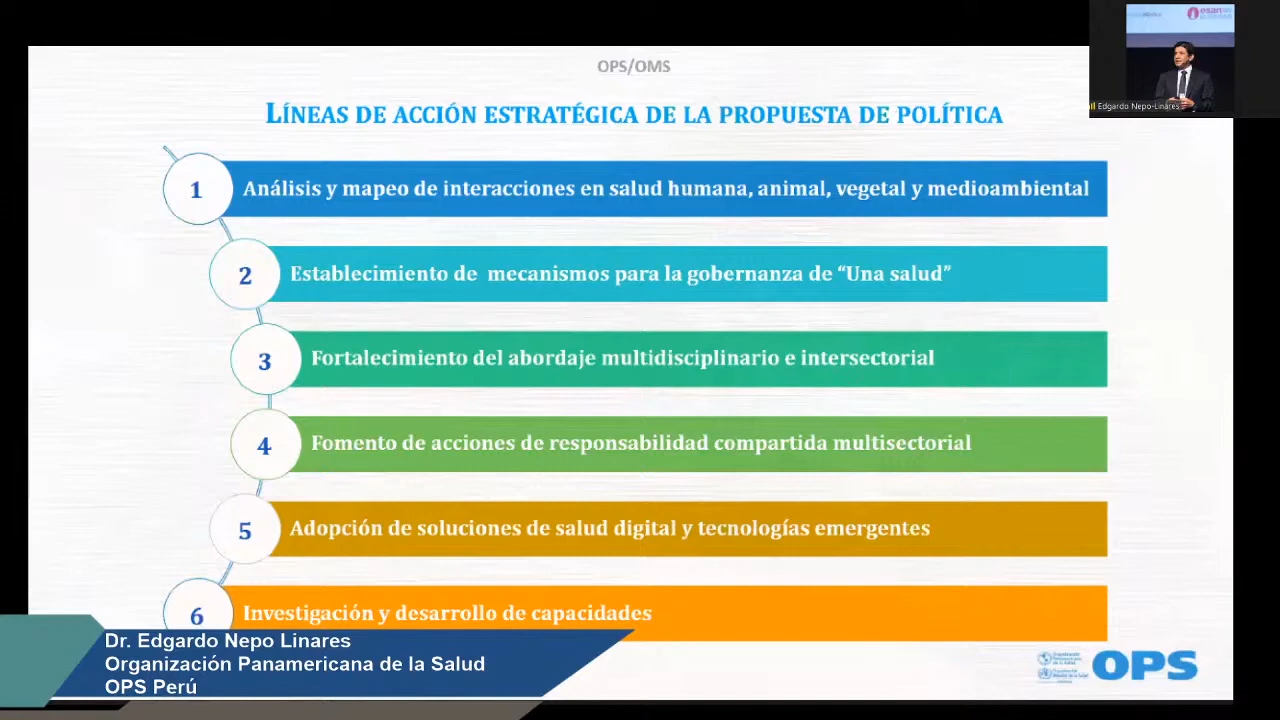 esan
Edgardo Nepo-Linares
OPS/OMS
LÍNEAS DE ACCIÓN ESTRATÉGICA DE LA PROPUESTA DE POLÍTICA
1 Análisis y mapeo de interacciones en salud humana, animal, vegetal y medioambiental
2 Establecimiento de mecanismos para la gobernanza de “Una salud”
3 Fortalecimiento del abordaje multidisciplinario e intersectorial
4 Fomento de acciones de responsabilidad compartida multisectorial
5 Adopción de soluciones de salud digital y tecnologías emergentes
6 Investigación y desarrollo de capacidades
Dr. Edgardo Nepo Linares
Organización Panamericana de la Salud
OPS Perú
OPS